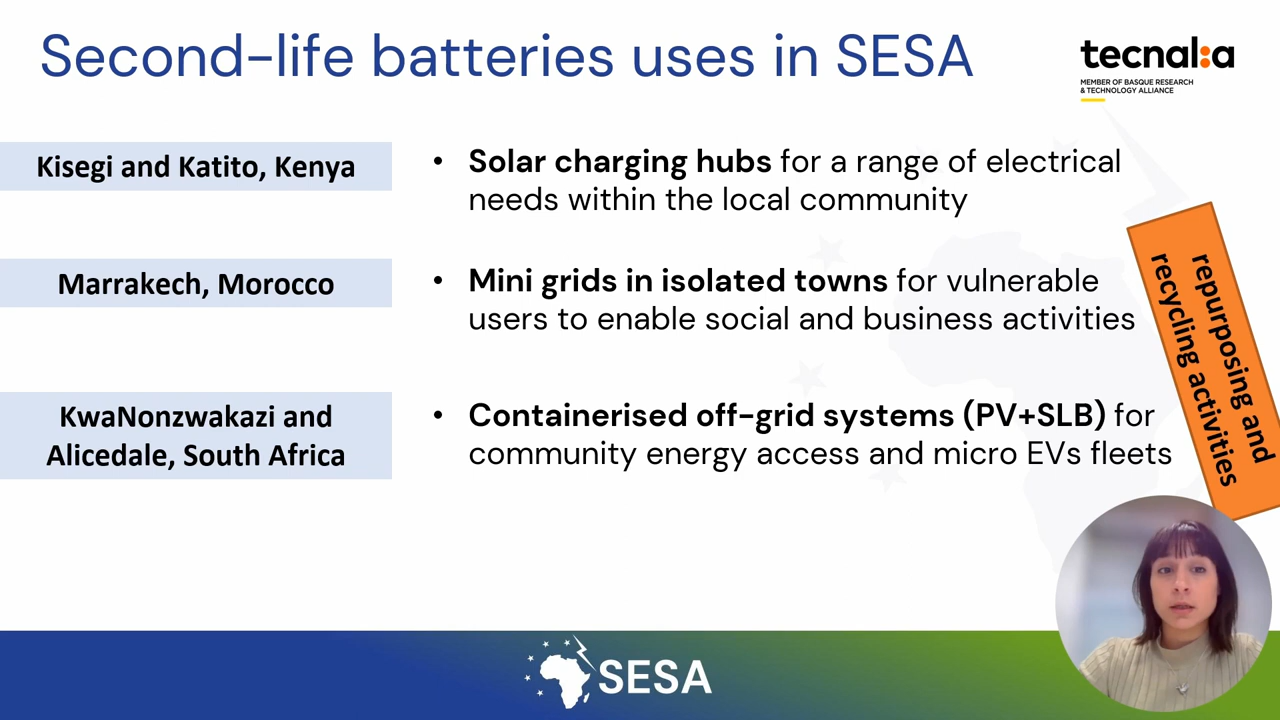 Second-life batteries uses in SESA
tecnal:a
MEMBER OF BASQUE RESEARCH
& TECHNOLOGY ALLIANCE
Kisegi and Katito, Kenya
• Solar charging hubs for a range of electrical
needs within the local community
Marrakech, Morocco
• Mini grids in isolated towns for vulnerable
users to enable social and business activities
KwaNonzwakazi and
Alicedale, South Africa
• Containerised off-grid systems (PV+SLB) for
community energy access and micro EVs fleets
repurposing and
recycling activities
SESA